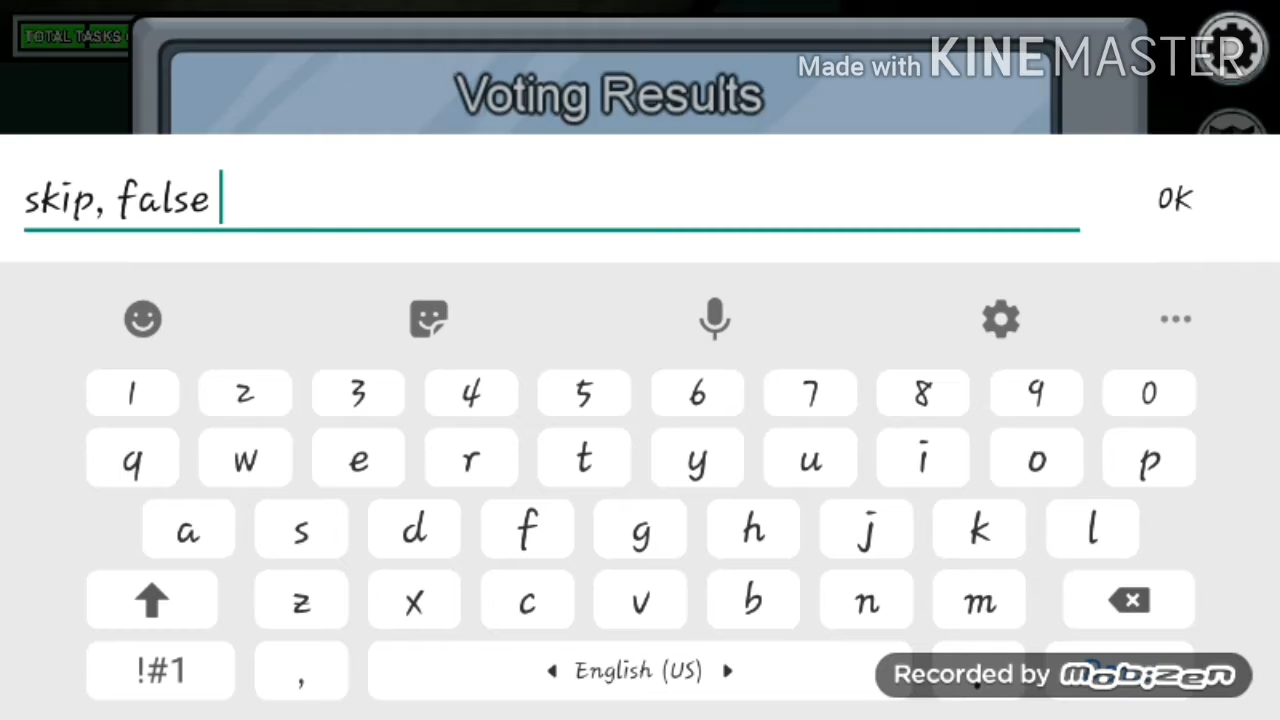 TOTAL TASKS
Made with KINEMASTER
Voting Results
skip, false
OK
1 2 3 4 5 6 7 8 9 0
q w e r t y u i o p
a s d f g h j k l
z x c v b n m
!#1 , English (US) .
Recorded by mobizen